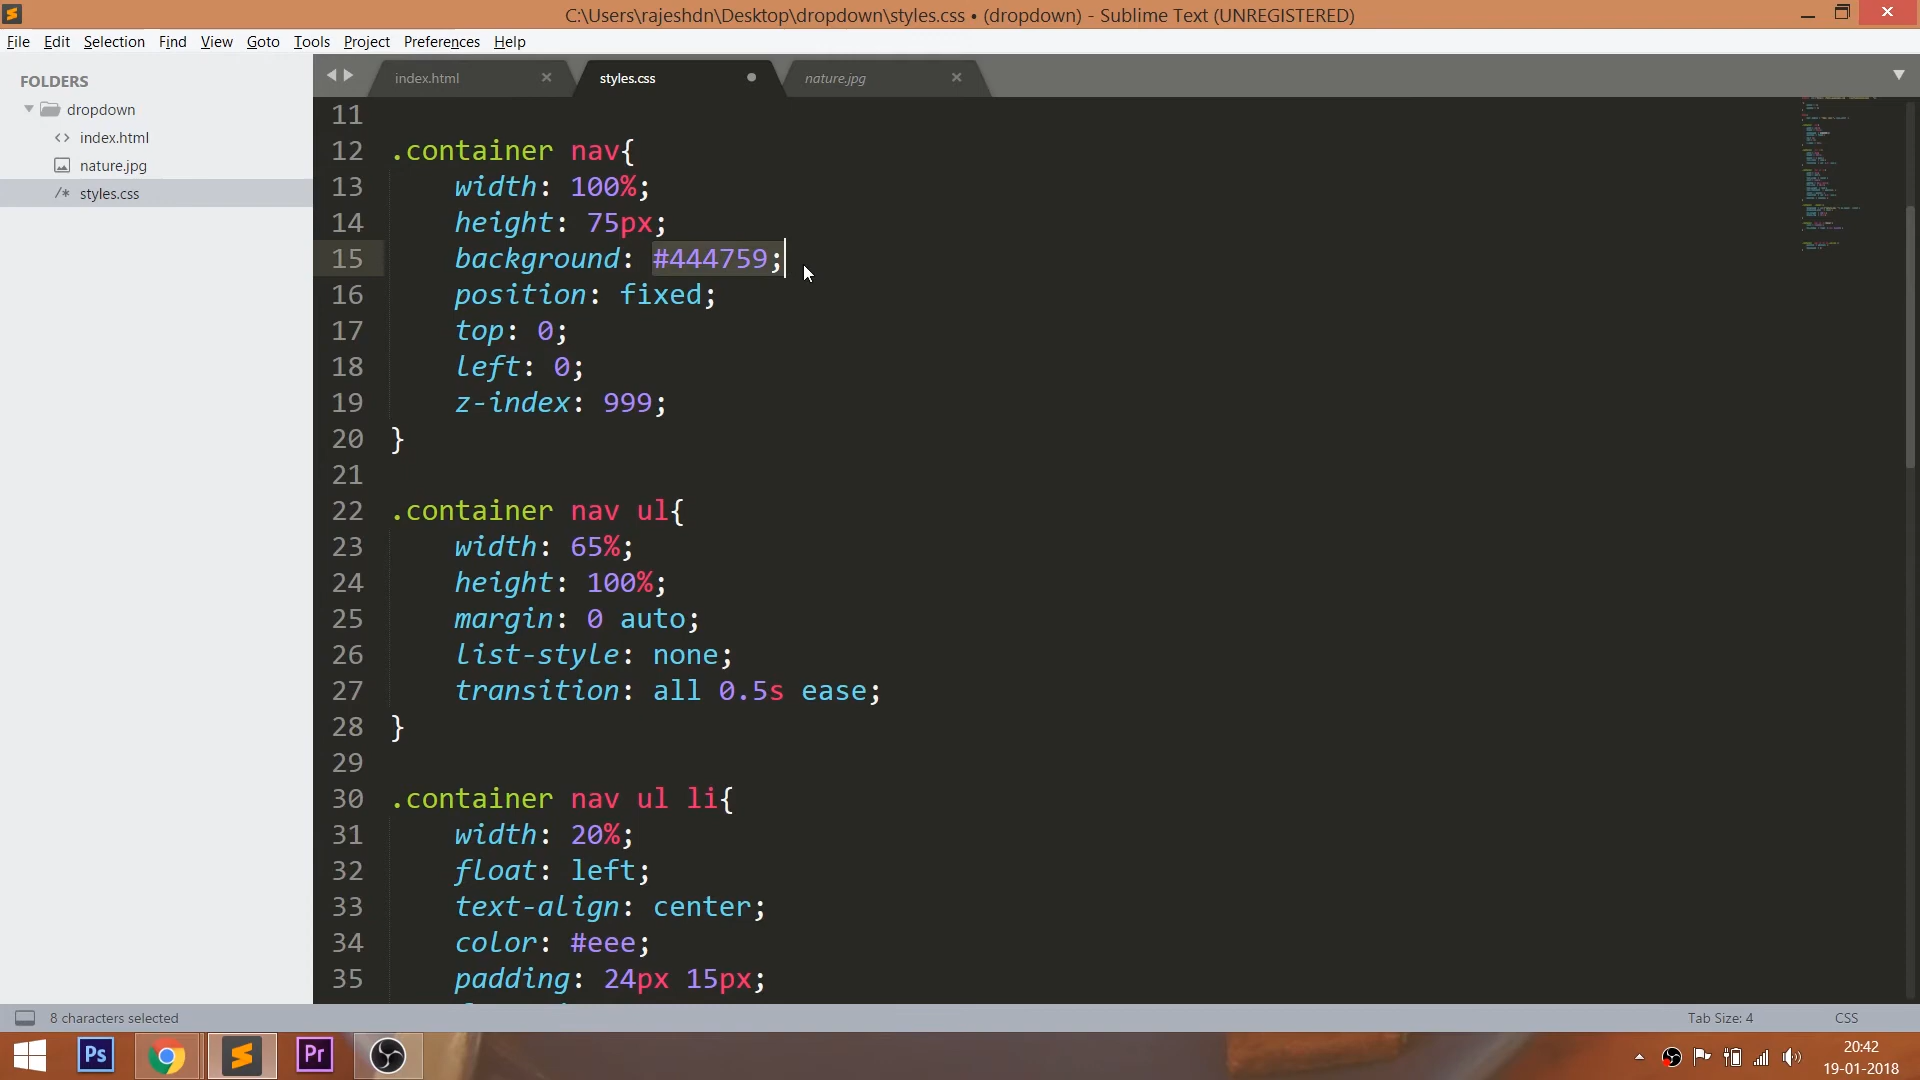 C:\Users\rajeshdn\Desktop\dropdown\styles.css • (dropdown) - Sublime Text (UNREGISTERED)
File Edit Selection Find View Goto Tools Project Preferences Help
FOLDERS
dropdown
<> index.html
nature.jpg
/* styles.css
index.html
styles.css
nature.jpg
11
12 .container nav{
13 width: 100%;
14 height: 75px;
15 background: #444759;
16 position: fixed;
17 top: 0;
18 left: 0;
19 z-index: 999;
20 }
21
22 .container nav ul{
23 width: 65%;
24 height: 100%;
25 margin: 0 auto;
26 list-style: none;
27 transition: all 0.5s ease;
28 }
29
30 .container nav ul li{
31 width: 20%;
32 float: left;
33 text-align: center;
34 color: #eee;
35 padding: 24px 15px;
8 characters selected
Tab Size: 4
CSS
Ps
Pr
20:42
19-01-2018